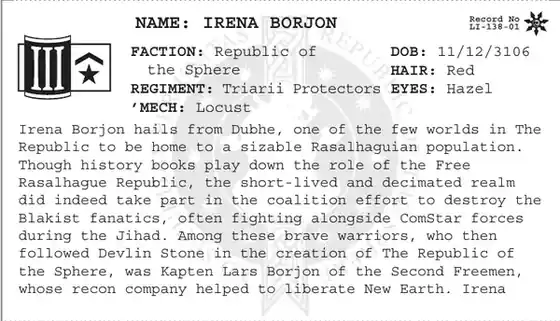 NAME: IRENA BORJON
Record No
LI-138-01
FACTION: Republic of
the Sphere
DOB: 11/12/3106
HAIR: Red
REGIMENT: Triarii Protectors
EYES: Hazel
’MECH: Locust
III
Irena Borjon hails from Dubhe, one of the few worlds in The
Republic to be home to a sizable Rasalhaguian population.
Though history books play down the role of the Free
Rasalhague Republic, the short-lived and decimated realm
did indeed take part in the coalition effort to destroy the
Blakist fanatics, often fighting alongside ComStar forces
during the Jihad. Among these brave warriors, who then
followed Devlin Stone in the creation of The Republic of
the Sphere, was Kapten Lars Borjon of the Second Freemen,
whose recon company helped to liberate New Earth. Irena